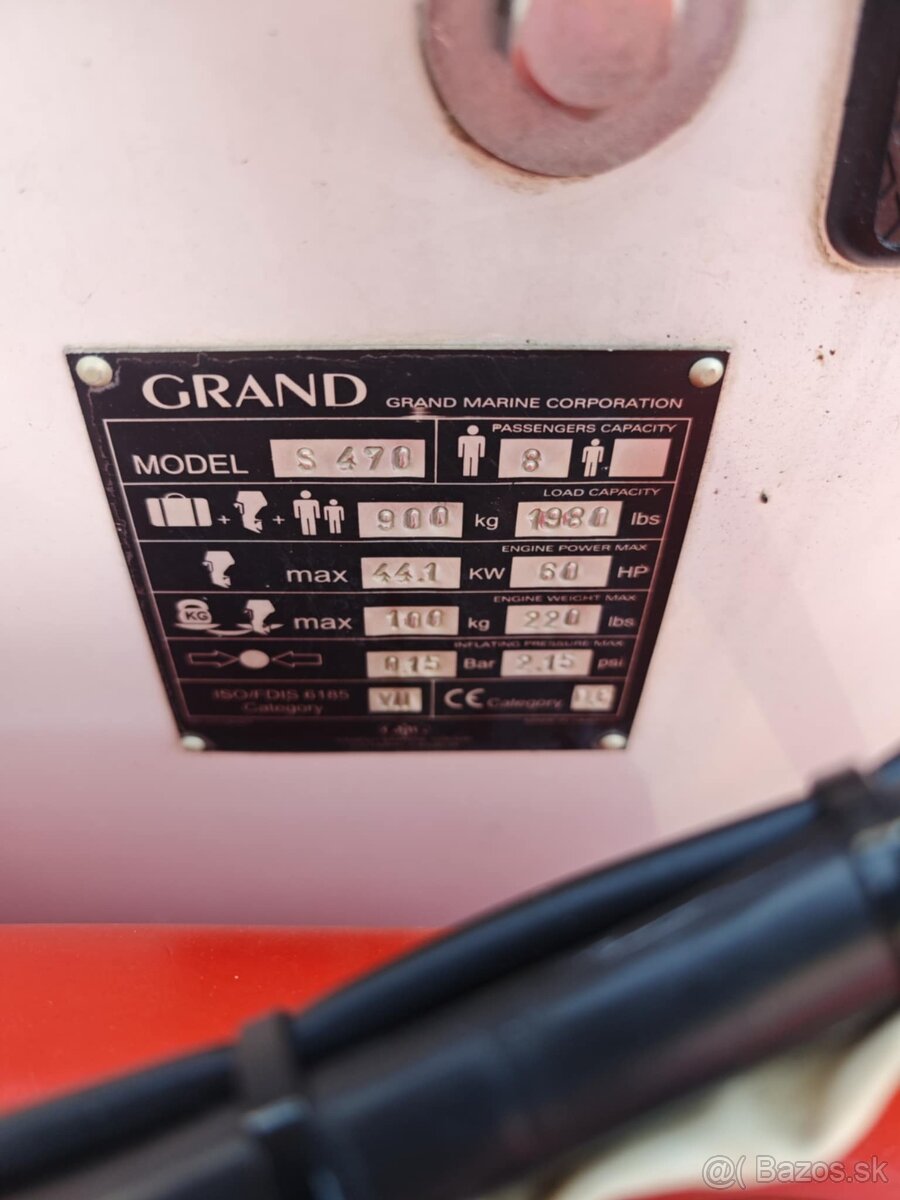 GRAND GRAND MARINE CORPORATION
MODEL S 470 PASSENGERS CAPACITY 8
LOAD CAPACITY
+ + 900 kg 1980 lbs
ENGINE POWER MAX
max 44.1 KW 60 HP
ENGINE WEIGHT MAX
KG max 100 kg 220 lbs
INFLATING PRESSURE MAX
0.15 Bar 2.15 psi
ISO/FDIS 6185
Category VII CE Category
@( Bazos.sk